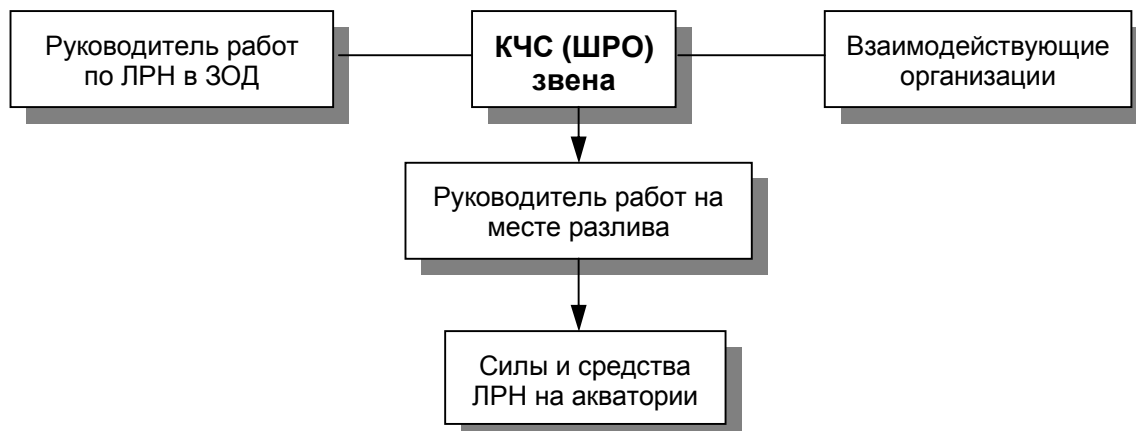 Руководитель работ
по ЛРН в ЗОД
КЧС (ШРО)
звена
Взаимодействующие
организации
Руководитель работ на
месте разлива
Силы и средства
ЛРН на акватории